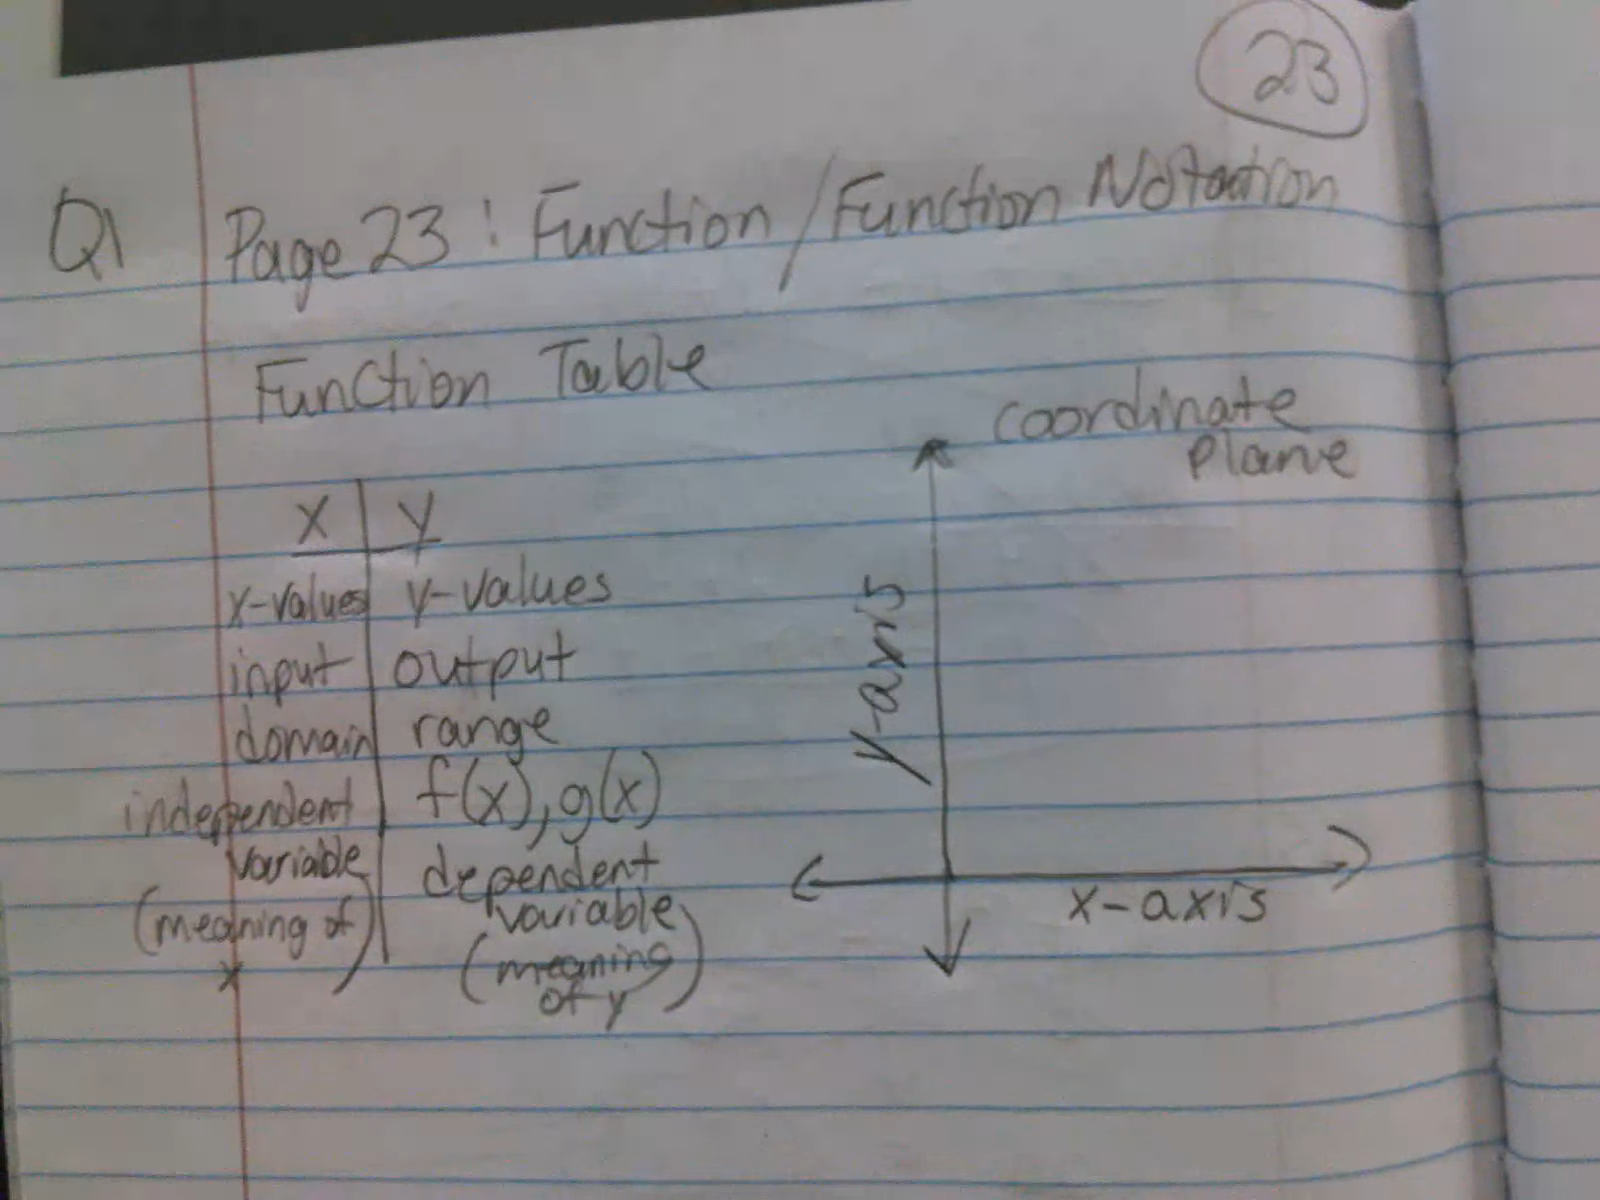 23
Q1 Page 23: Function/Function Notation
Function Table
coordinate
plane
x y
x-values y-values
input output
domain range
independent f(x), g(x)
variable dependent
(meaning of variable
x) (meaning
of y)
y-axis
x-axis